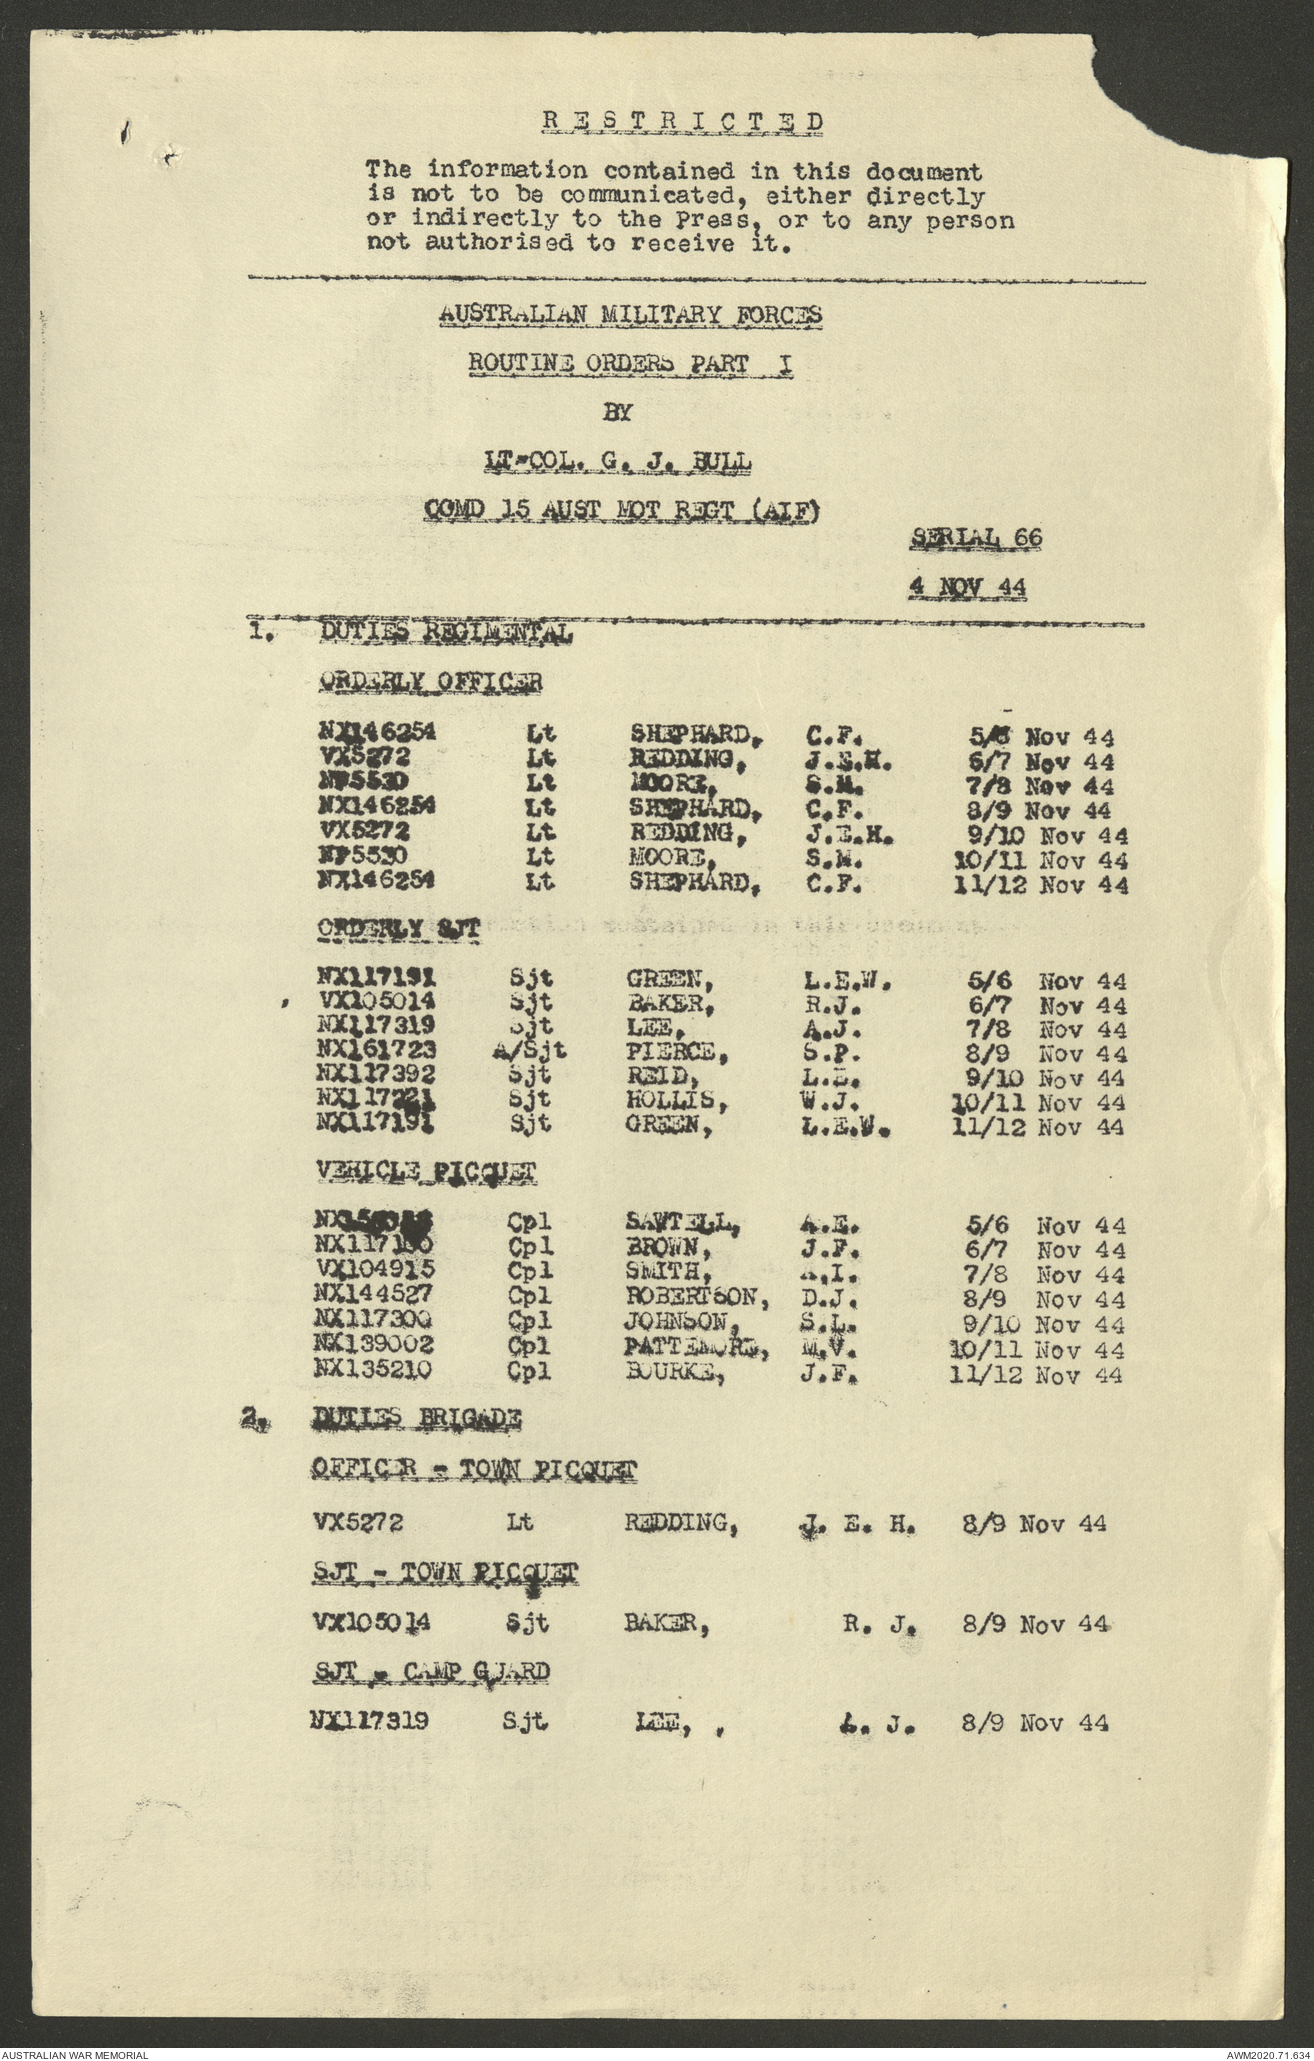 R E S T R I C T E D
The information contained in this document
is not to be communicated, either directly
or indirectly to the Press, or to any person
not authorised to receive it.
AUSTRALIAN MILITARY FORCES
ROUTINE ORDERS PART I
BY
LT-COL. G. J. BULL
COMD 15 AUST MOT REGT (AIF)
SERIAL 66
4 NOV 44
1. DUTIES REGIMENTAL
ORDERLY OFFICER
NX146254 Lt SHEPHARD, C.F. 5/6 Nov 44
VX5272 Lt REDDING, J.E.H. 6/7 Nov 44
Lt MOORE, S.M. 7/8 Nov 44
NX146254 Lt SHEPHARD, C.F. 8/9 Nov 44
VX5272 Lt REDDING, J.E.H. 9/10 Nov 44
Lt MOORE, S.M. 10/11 Nov 44
NX146254 Lt SHEPHARD, C.F. 11/12 Nov 44
ORDERLY SJT
NX117191 Sjt GREEN, L.E.W. 5/6 Nov 44
VX105014 Sjt BAKER, R.J. 6/7 Nov 44
NX117319 Sjt LEE, A.J. 7/8 Nov 44
NX161723 A/Sjt PIERCE, S.P. 8/9 Nov 44
NX117392 Sjt REID, L.E. 9/10 Nov 44
NX117221 Sjt HOLLIS, W.J. 10/11 Nov 44
NX117191 Sjt GREEN, L.E.W. 11/12 Nov 44
VEHICLE PICQUET
Cpl SAWTELL, A.E. 5/6 Nov 44
Cpl BROWN, J.F. 6/7 Nov 44
VX104915 Cpl SMITH, A.I. 7/8 Nov 44
NX144527 Cpl ROBERTSON, D.J. 8/9 Nov 44
NX117300 Cpl JOHNSON, S.L. 9/10 Nov 44
NX139002 Cpl PATTEMORE, M.V. 10/11 Nov 44
NX135210 Cpl BOURKE, J.F. 11/12 Nov 44
2. DUTIES BRIGADE
OFFICER - TOWN PICQUET
VX5272 Lt REDDING, J. E. H. 8/9 Nov 44
SJT - TOWN PICQUET
VX105014 Sjt BAKER, R. J. 8/9 Nov 44
SJT - CAMP GUARD
NX117319 Sjt LEE, , A. J. 8/9 Nov 44
AUSTRALIAN WAR MEMORIAL
AWM2020.71.634